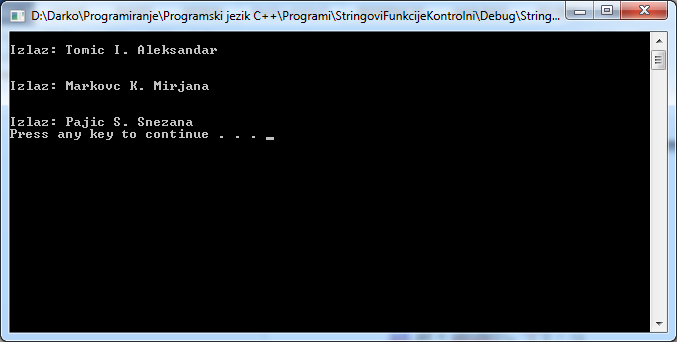 D:\Darko\Programiranje\Programski jezik C++\Programi\StringoviFunkcijeKontrolni\Debug\String...
Izlaz: Tomic I. Aleksandar
Izlaz: Markovc K. Mirjana
Izlaz: Pajic S. Snezana
Press any key to continue . . . _